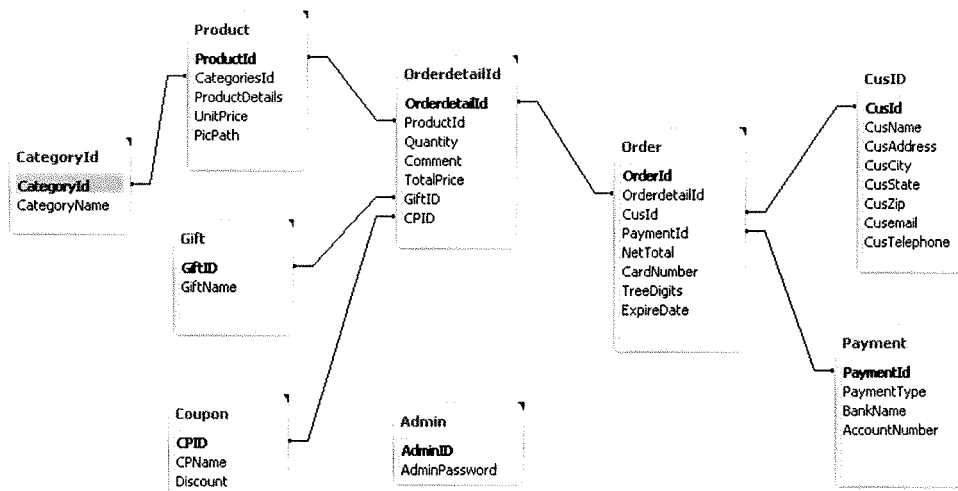 Product
ProductId
CategoriesId
ProductDetails
UnitPrice
PicPath
CategoryId
CategoryId
CategoryName
Gift
GiftID
GiftName
Coupon
CPID
CPName
Discount
OrderdetailId
OrderdetailId
ProductId
Quantity
Comment
TotalPrice
GiftID
CPID
Admin
AdminID
AdminPassword
Order
OrderId
OrderdetailId
CusId
PaymentId
NetTotal
CardNumber
TreeDigits
ExpireDate
CusID
CusId
CusName
CusAddress
CusCity
CusState
CusZip
Cusemail
CusTelephone
Payment
PaymentId
PaymentType
BankName
AccountNumber